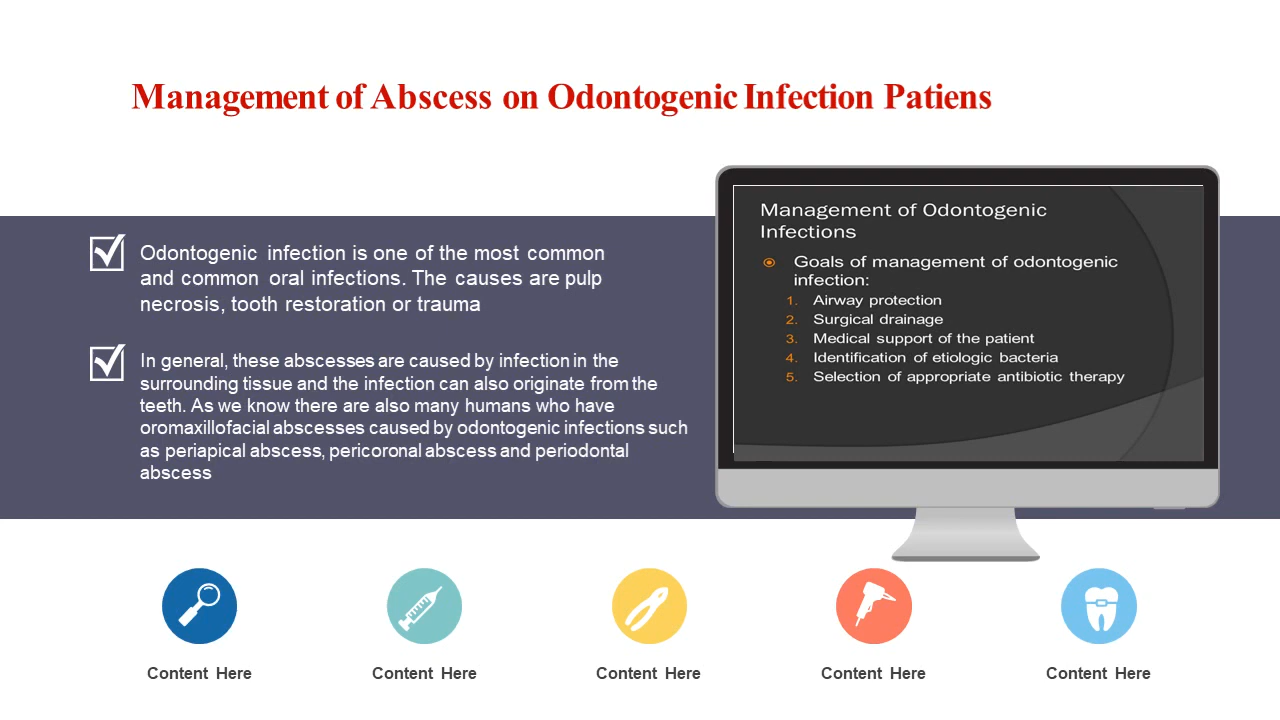 Management of Abscess on Odontogenic Infection Patiens
Odontogenic infection is one of the most common
and common oral infections. The causes are pulp
necrosis, tooth restoration or trauma
In general, these abscesses are caused by infection in the
surrounding tissue and the infection can also originate from the
teeth. As we know there are also many humans who have
oromaxillofacial abscesses caused by odontogenic infections such
as periapical abscess, pericoronal abscess and periodontal
abscess
Management of Odontogenic
Infections
Goals of management of odontogenic
infection:
1. Airway protection
2. Surgical drainage
3. Medical support of the patient
4. Identification of etiologic bacteria
5. Selection of appropriate antibiotic therapy
Content Here
Content Here
Content Here
Content Here
Content Here